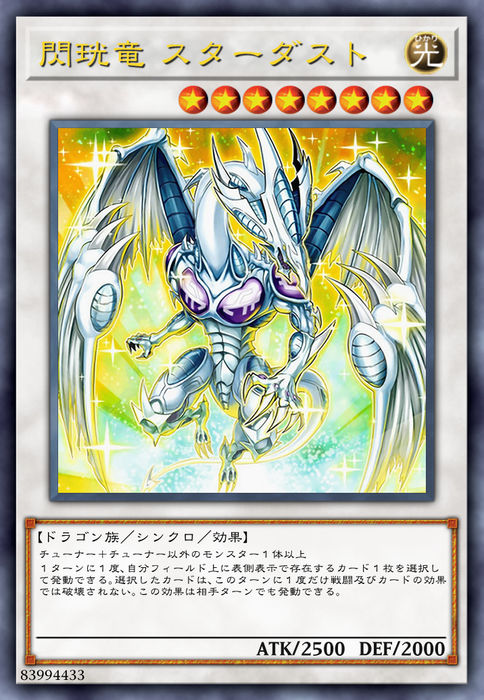 閃珖竜 スターダスト
ひかり
光
【ドラゴン族／シンクロ／効果】
チューナー＋チューナー以外のモンスター１体以上
１ターンに１度、自分フィールド上に表側表示で存在するカード１枚を選択し
て発動できる。選択したカードは、このターンに１度だけ戦闘及びカードの効果
では破壊されない。この効果は相手ターンでも発動できる。
ATK/2500 DEF/2000
83994433